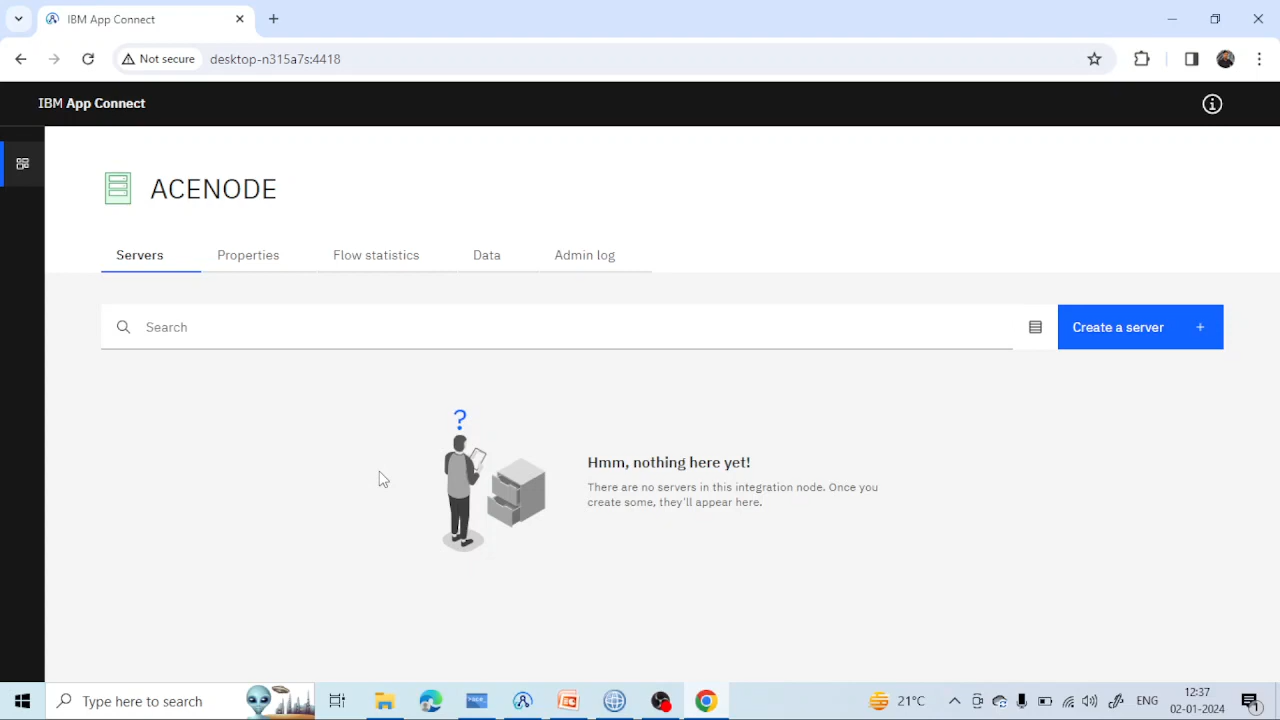 IBM App Connect
Not secure
desktop-n315a7s:4418
IBM App Connect
ACENODE
Servers
Properties
Flow statistics
Data
Admin log
Search
Create a server +
?
Hmm, nothing here yet!
There are no servers in this integration node. Once you
create some, they'll appear here.
Type here to search
21°C
ENG
12:37
02-01-2024
1